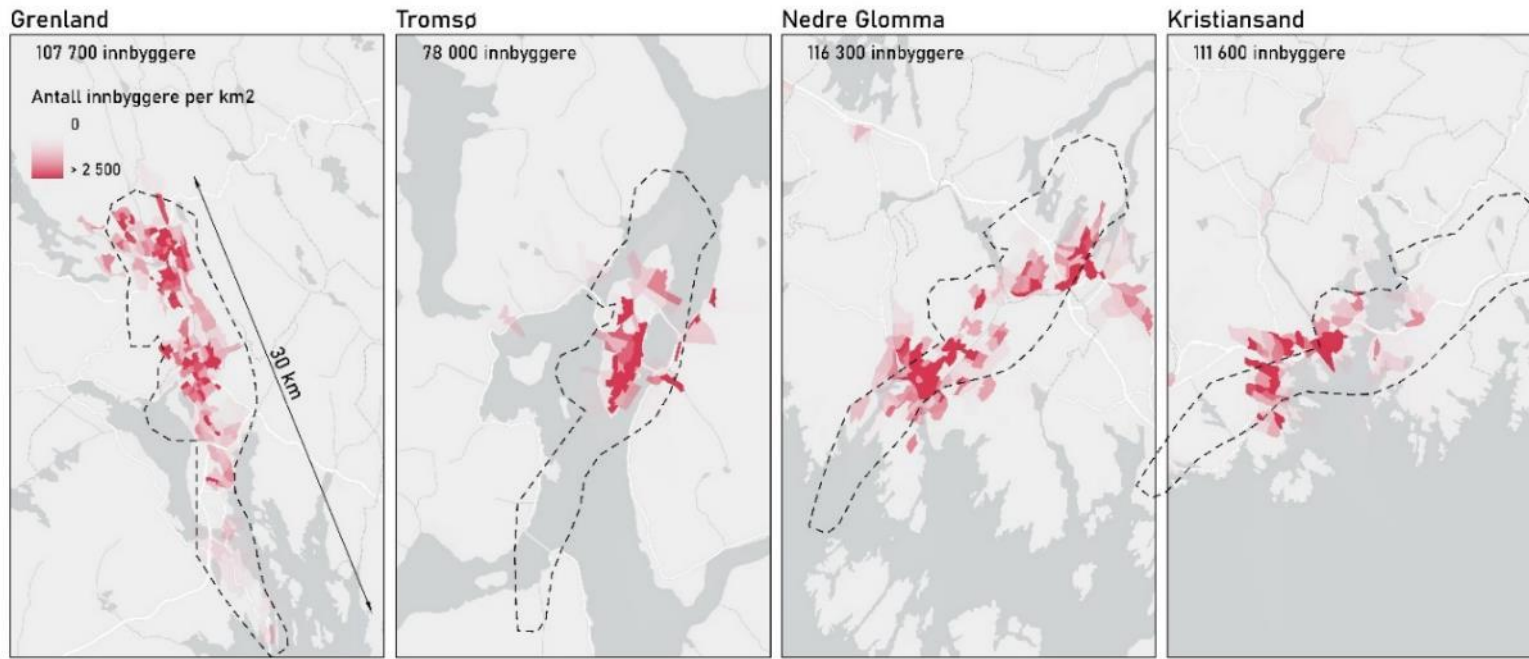 Grenland
107 700 innbyggere
Antall innbyggere per km2
0
> 2 500
30 km
Tromsø
78 000 innbyggere
Nedre Glomma
116 300 innbyggere
Kristiansand
111 600 innbyggere